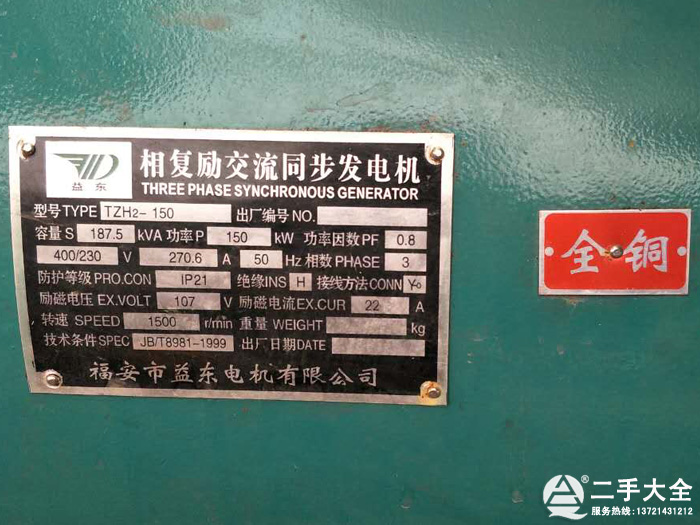 益东
相复励交流同步发电机
THREE PHASE SYNCHRONOUS GENERATOR
型号TYPE TZH2-150 出厂编号NO.
容量S 187.5 kVA 功率P 150 kW 功率因数PF 0.8
400/230 V 270.6 A 50 Hz 相数PHASE 3
防护等级PRO.CON IP21 绝缘INS H 接线方法CONN Y-0
励磁电压EX.VOLT 107 V 励磁电流EX.CUR 22 A
转速 SPEED 1500 r/min 重量 WEIGHT kg
技术条件SPEC JB/T8981-1999 出厂日期DATE
福安市益东电机有限公司
全铜
二手大全
服务热线:13721431212